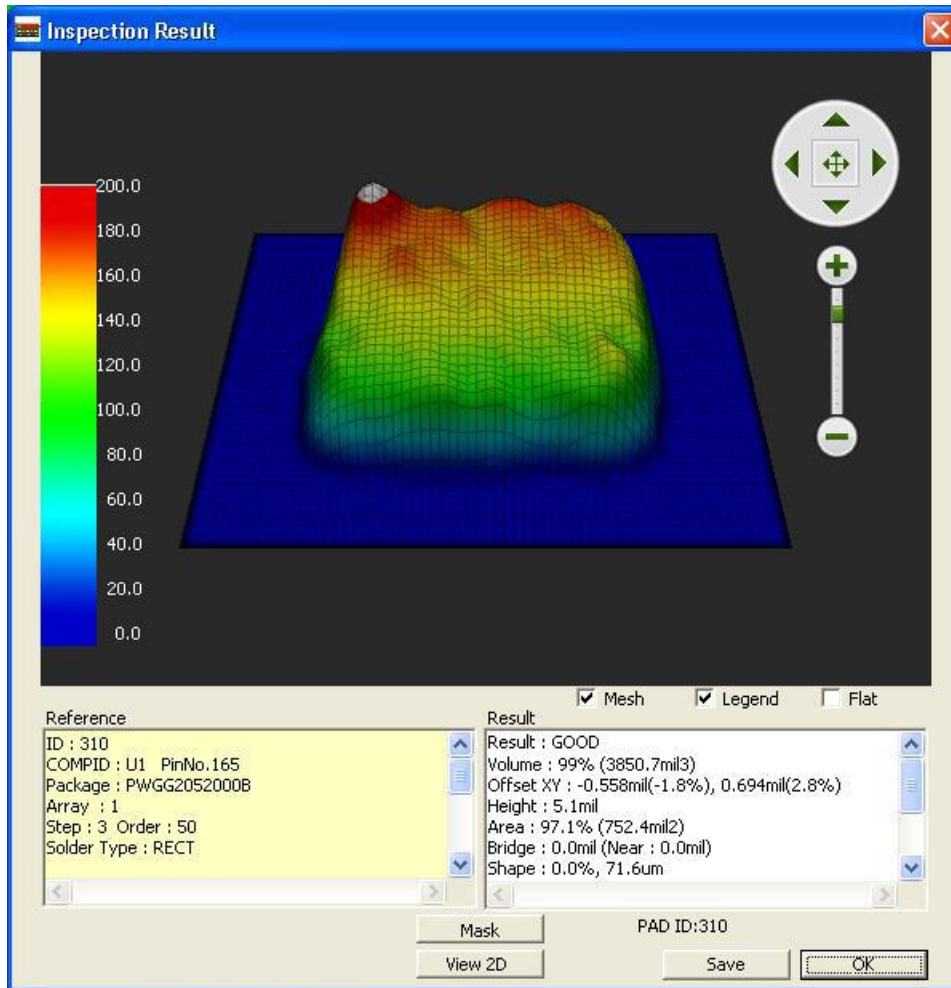 Inspection Result
200.0
180.0
160.0
140.0
120.0
100.0
80.0
60.0
40.0
20.0
0.0
Mesh
Legend
Flat
Reference
ID : 310
COMPID : U1 PinNo.165
Package : PWGG2052000B
Array : 1
Step : 3 Order : 50
Solder Type : RECT
Result
Result : GOOD
Volume : 99% (3850.7mil3)
Offset XY : -0.558mil(-1.8%), 0.694mil(2.8%)
Height : 5.1mil
Area : 97.1% (752.4mil2)
Bridge : 0.0mil (Near : 0.0mil)
Shape : 0.0%, 71.6um
Mask
PAD ID:310
View 2D
Save
OK